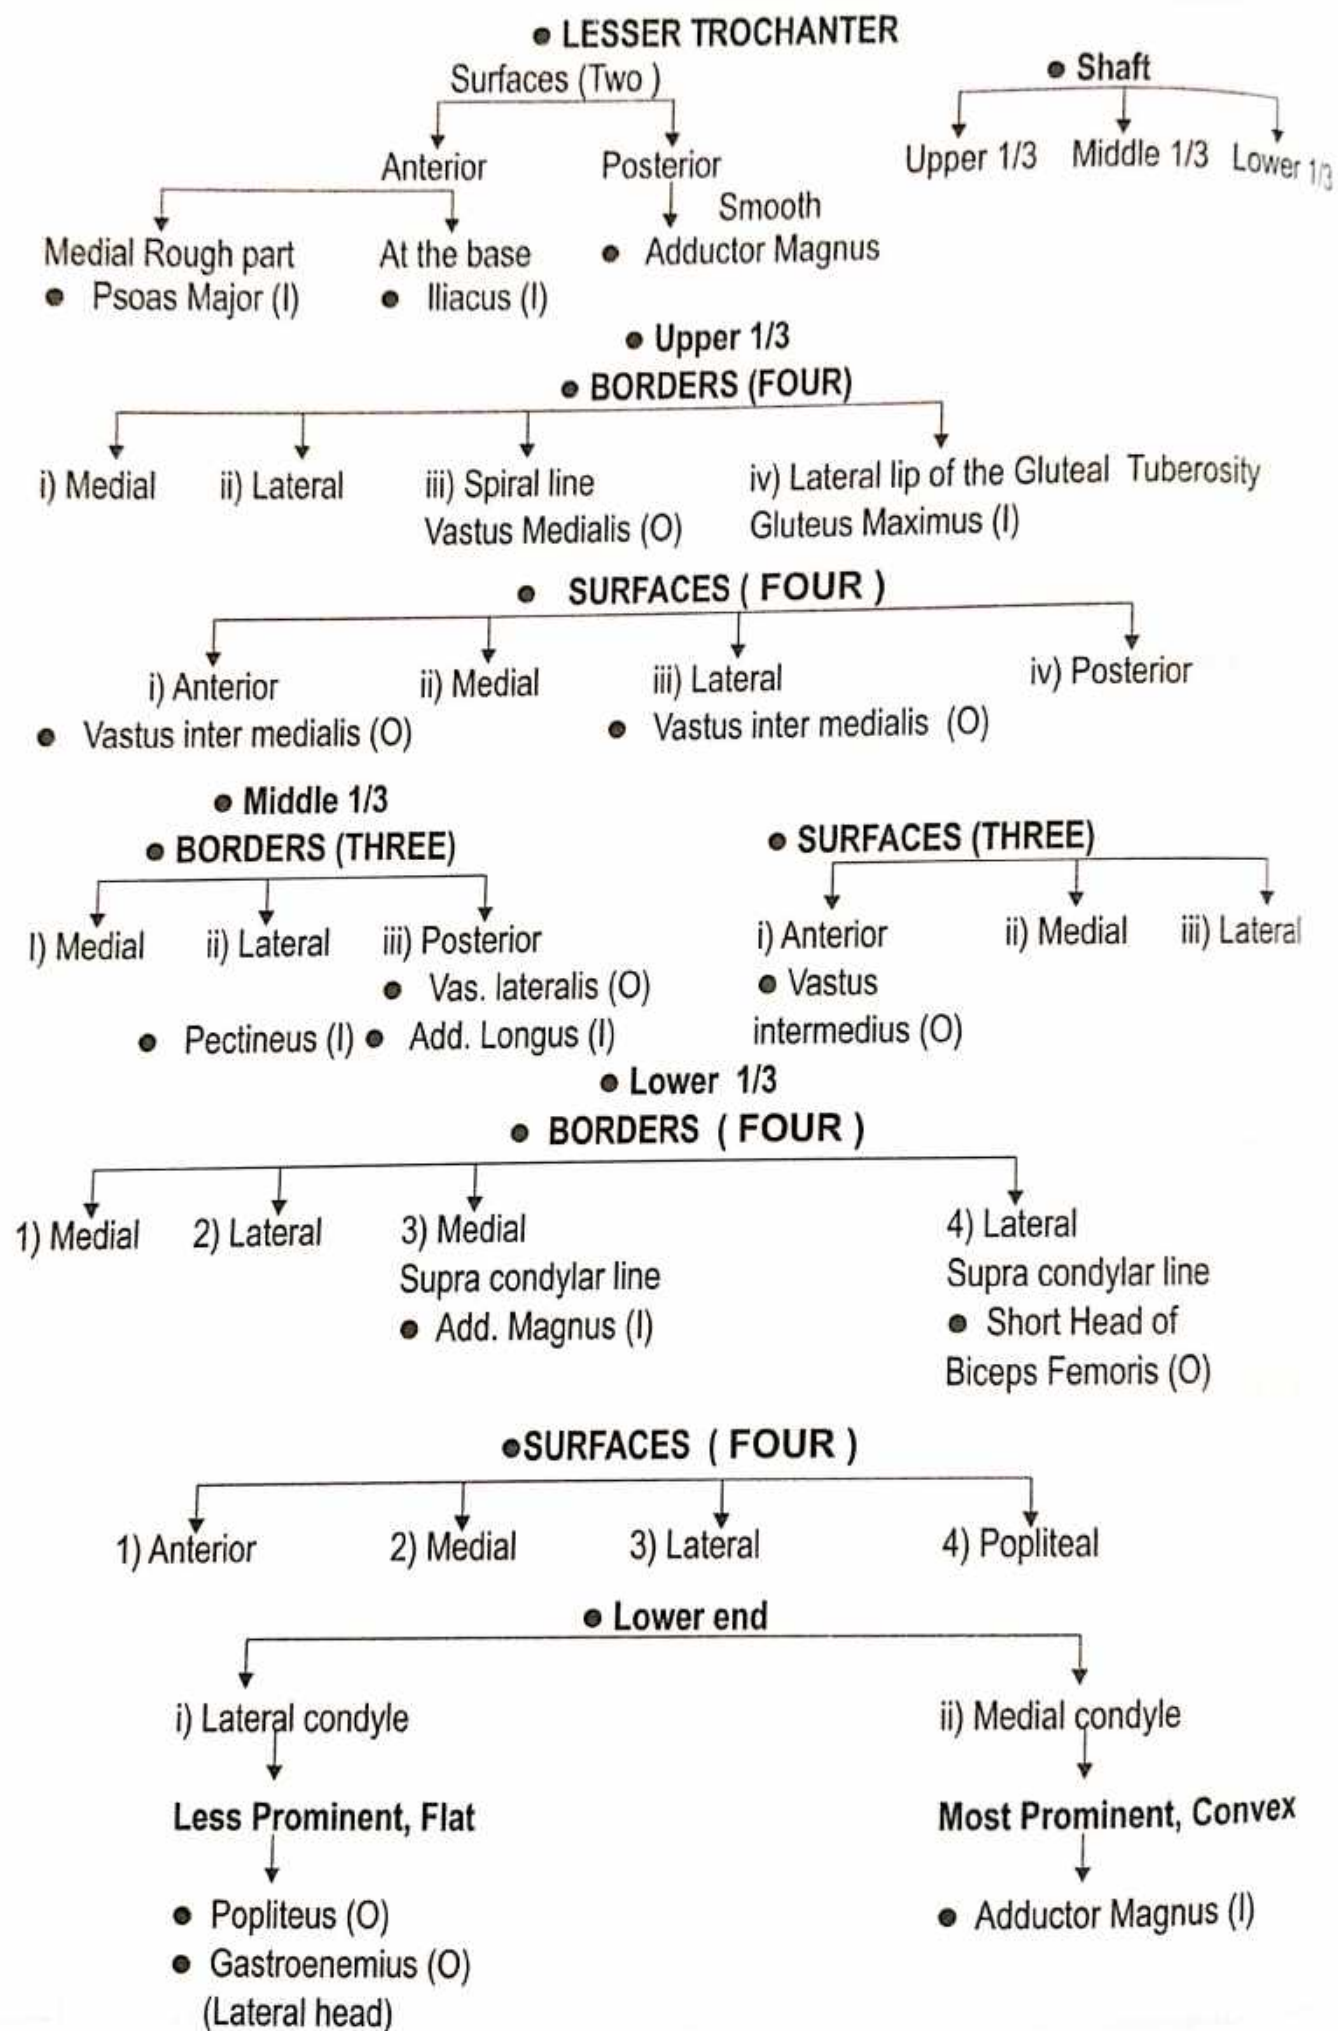 ● LESSER TROCHANTER
Surfaces (Two )
● Shaft
Anterior
Posterior
Upper 1/3
Middle 1/3
Lower 1/3
Smooth
Medial Rough part
At the base
● Adductor Magnus
● Psoas Major (I)
● Iliacus (I)
● Upper 1/3
● BORDERS (FOUR)
i) Medial
ii) Lateral
iii) Spiral line
iv) Lateral lip of the Gluteal Tuberosity
Vastus Medialis (O)
Gluteus Maximus (I)
● SURFACES ( FOUR )
i) Anterior
ii) Medial
iii) Lateral
iv) Posterior
● Vastus inter medialis (O)
● Vastus inter medialis (O)
● Middle 1/3
● BORDERS (THREE)
● SURFACES (THREE)
I) Medial
ii) Lateral
iii) Posterior
i) Anterior
ii) Medial
iii) Lateral
● Vas. lateralis (O)
● Vastus
● Pectineus (I)
● Add. Longus (I)
intermedius (O)
● Lower 1/3
● BORDERS ( FOUR )
1) Medial
2) Lateral
3) Medial
4) Lateral
Supra condylar line
Supra condylar line
● Add. Magnus (I)
● Short Head of
Biceps Femoris (O)
●SURFACES ( FOUR )
1) Anterior
2) Medial
3) Lateral
4) Popliteal
● Lower end
i) Lateral condyle
ii) Medial condyle
Less Prominent, Flat
Most Prominent, Convex
● Popliteus (O)
● Adductor Magnus (I)
● Gastroenemius (O)
(Lateral head)